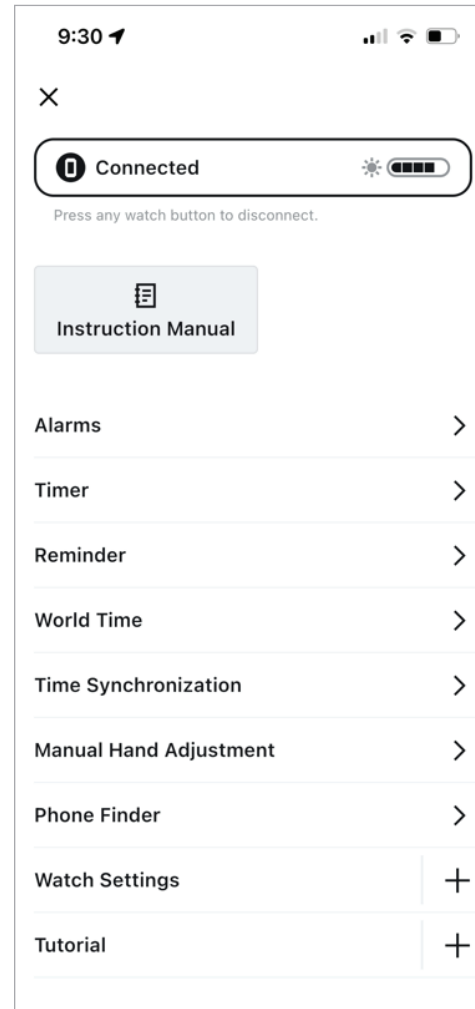 9:30
Connected
Press any watch button to disconnect.
Instruction Manual
Alarms
Timer
Reminder
World Time
Time Synchronization
Manual Hand Adjustment
Phone Finder
Watch Settings
Tutorial